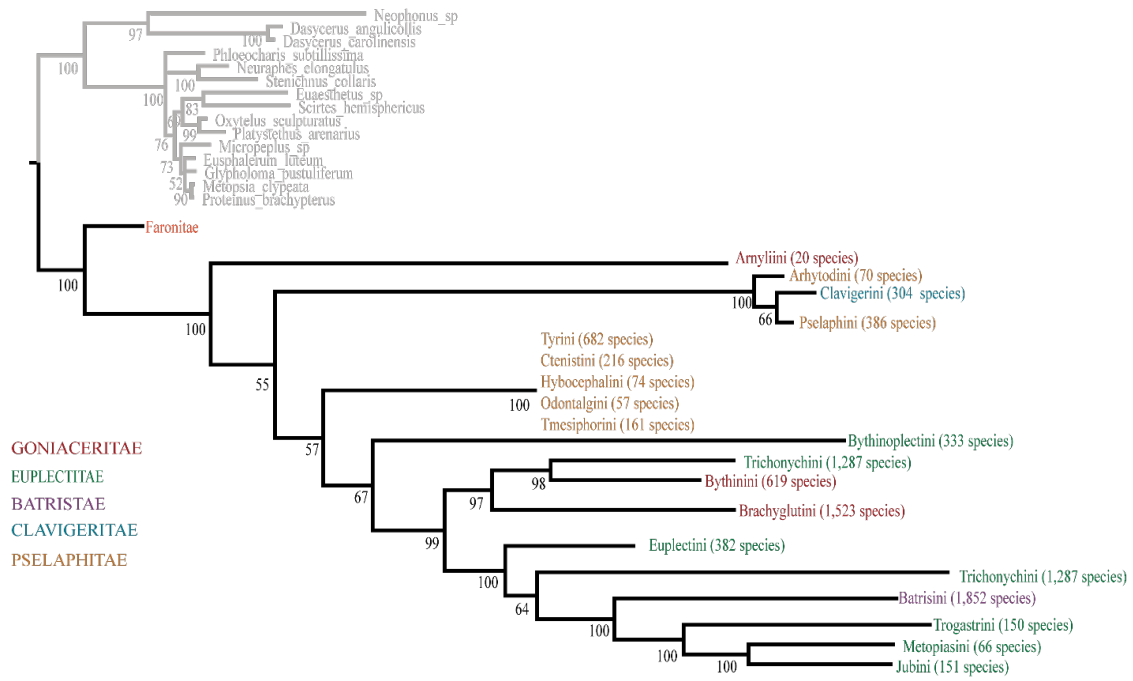 Neophonus_sp
97
Dasycerus_angulicollis
100
Dasycerus_carolinensis
100
Phloeocharis_subtillissima
Neuraphes_elongatulus
100
Stenichnus_collaris
100
Euaesthetus_sp
83
Scirtes_hemisphericus
69
Oxytelus_sculpturatus
99
Platystethus_arenarius
76
Micropeplus_sp
Eusphalerum_luteum
73
Glypholoma_pustuliferum
52
Metopsia_clypeata
90
Proteinus_brachypterus
Faronitae
100
Arnyliini (20 species)
Arhytodini (70 species)
100
Clavigerini (304 species)
66
Pselaphini (386 species)
100
Tyrini (682 species)
Ctenistini (216 species)
55
Hybocephalini (74 species)
100
Odontalgini (57 species)
Tmesiphorini (161 species)
57
GONIACERITAE
EUPLECTITAE
BATRISTAE
CLAVIGERITAE
PSELAPHITAE
Bythinoplectini (333 species)
67
Trichonychini (1,287 species)
98
Bythinini (619 species)
97
Brachyglutini (1,523 species)
99
Euplectini (382 species)
100
Trichonychini (1,287 species)
64
Batrisini (1,852 species)
100
Trogastrini (150 species)
100
Metopiasini (66 species)
100
Jubini (151 species)